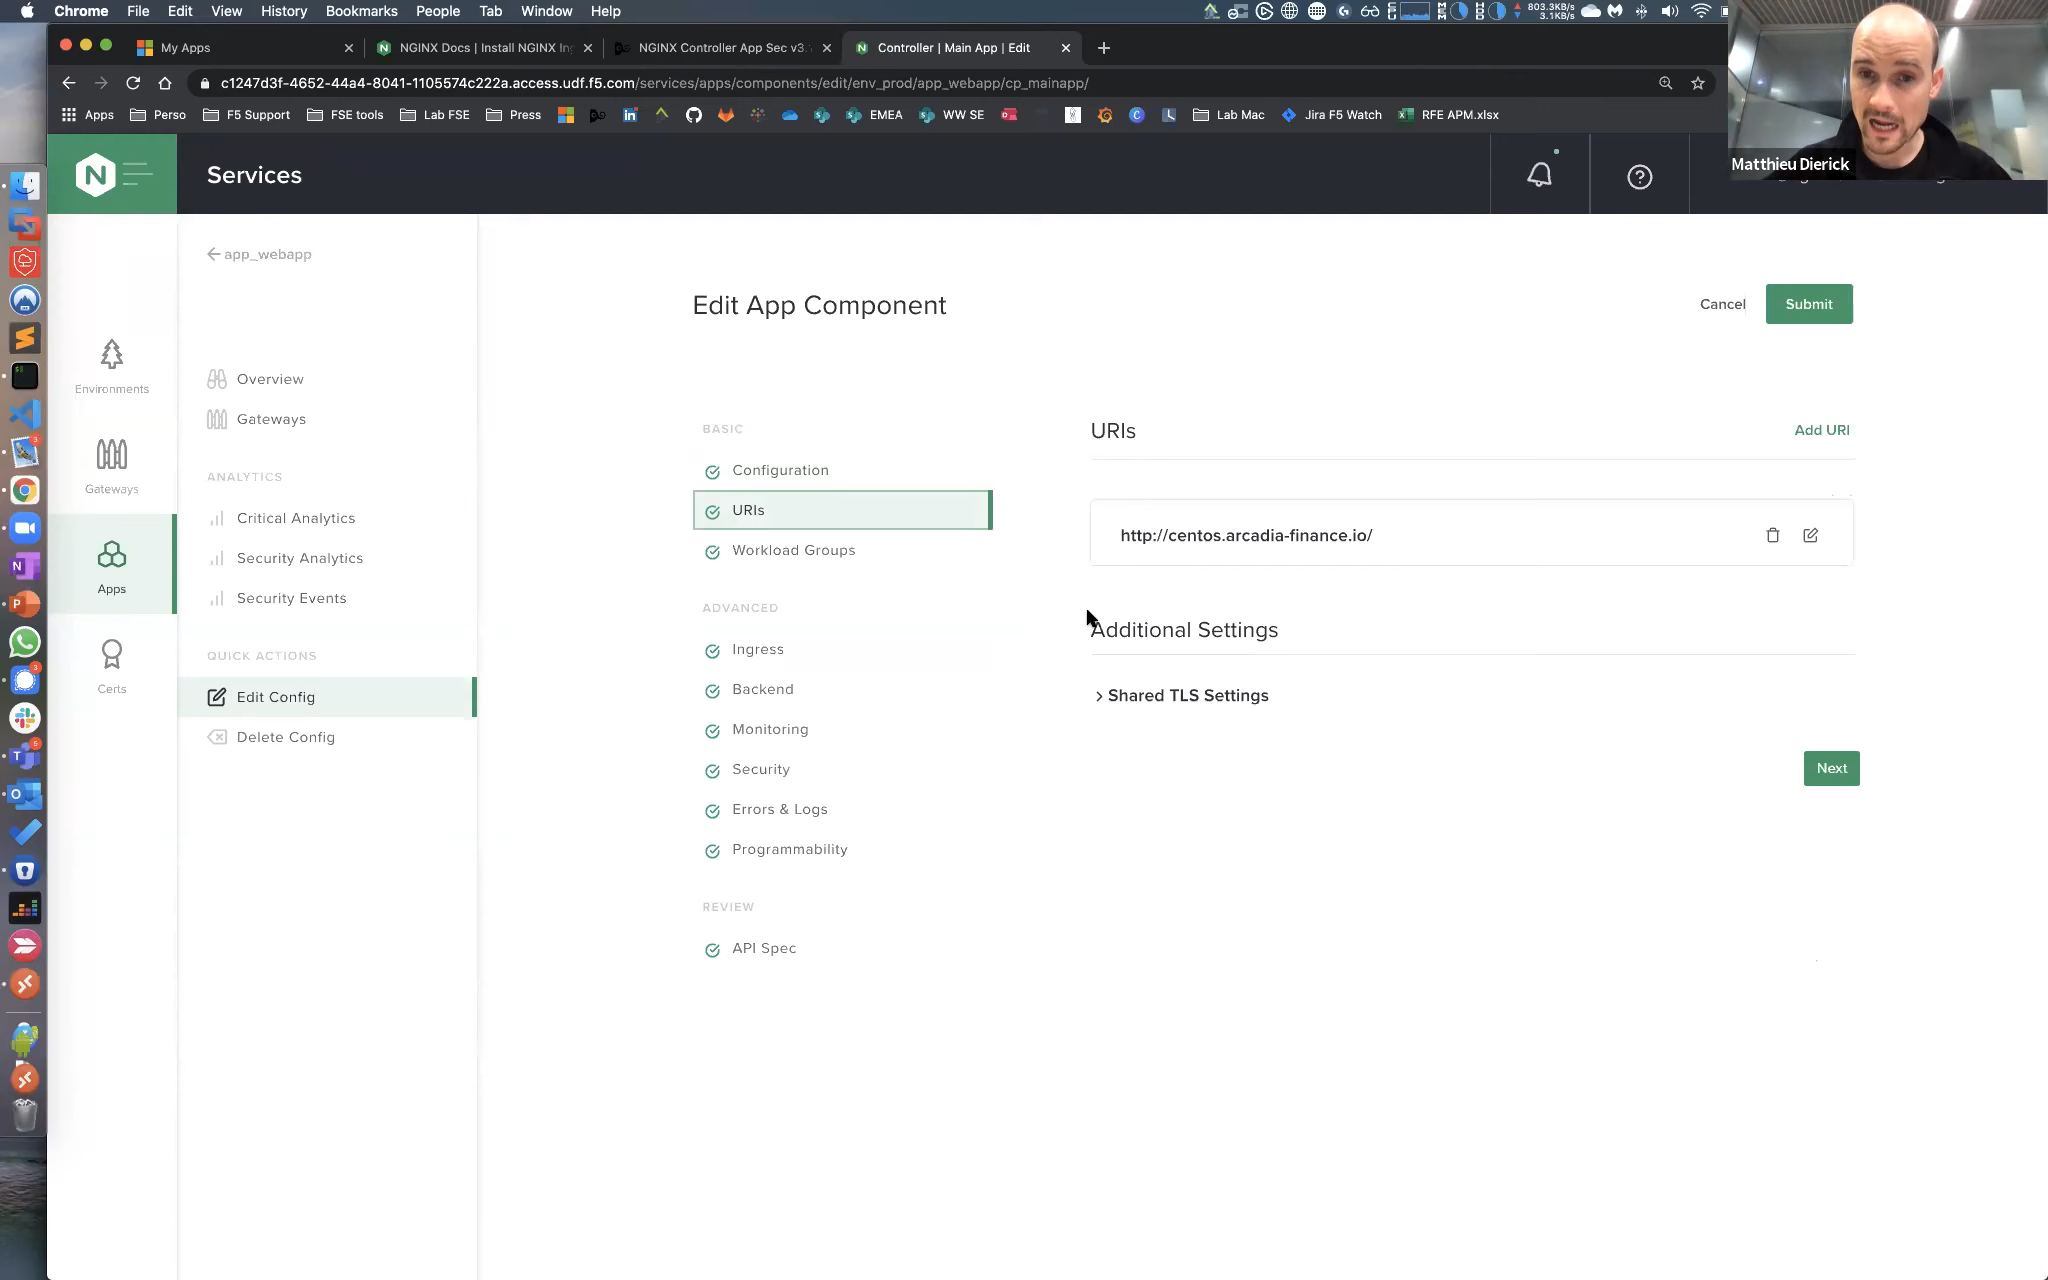 Chrome File Edit View History Bookmarks People Tab Window Help
803.3KB/s
3.1KB/s
My Apps
NGINX Docs | Install NGINX In
NGINX Controller App Sec v3.
Controller | Main App | Edit
c1247d3f-4652-44a4-8041-1105574c222a.access.udf.f5.com/services/apps/components/edit/env_prod/app_webapp/cp_mainapp/
Apps Perso F5 Support FSE tools Lab FSE Press EMEA WW SE Lab Mac Jira F5 Watch RFE APM.xlsx
Matthieu Dierick
N
Services
app_webapp
Environments
Gateways
Apps
Certs
Overview
Gateways
ANALYTICS
Critical Analytics
Security Analytics
Security Events
QUICK ACTIONS
Edit Config
Delete Config
Edit App Component
Cancel
Submit
BASIC
Configuration
URIs
Workload Groups
ADVANCED
Ingress
Backend
Monitoring
Security
Errors & Logs
Programmability
REVIEW
API Spec
URIs
Add URI
http://centos.arcadia-finance.io/
Additional Settings
Shared TLS Settings
Next